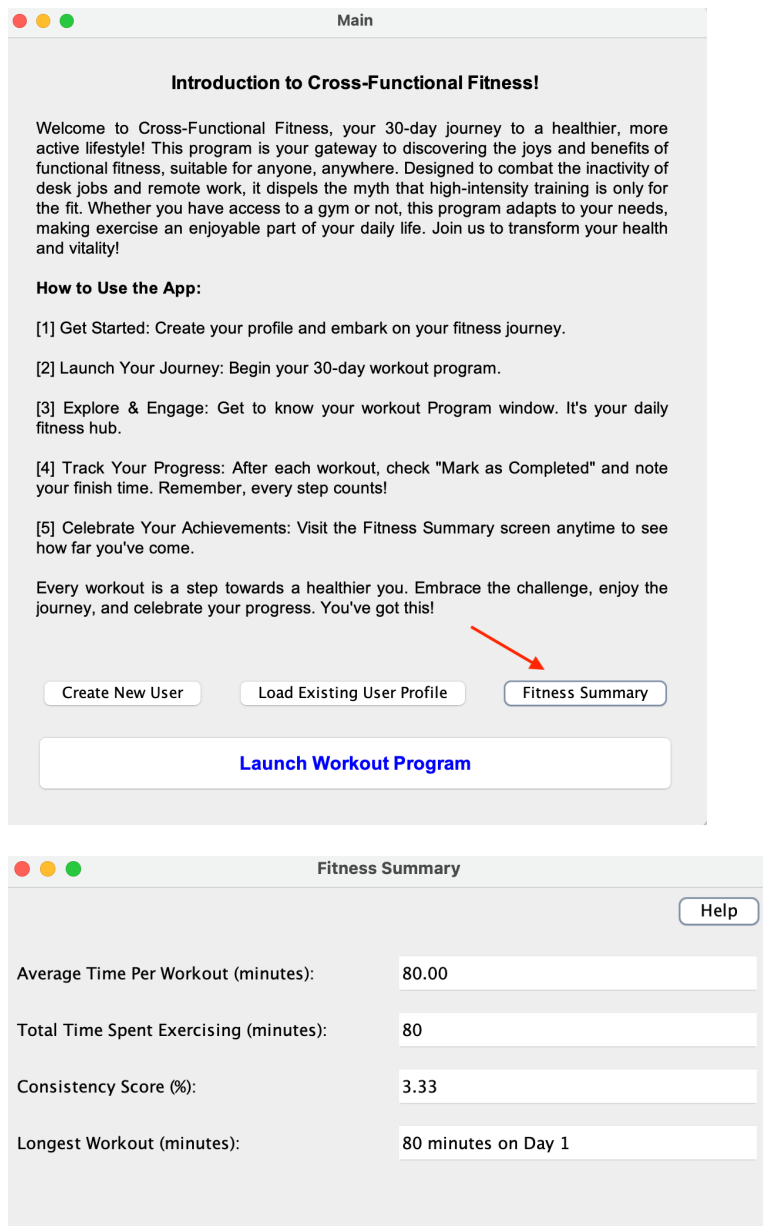 Main
Introduction to Cross-Functional Fitness!
Welcome to Cross-Functional Fitness, your 30-day journey to a healthier, more
active lifestyle! This program is your gateway to discovering the joys and benefits of
functional fitness, suitable for anyone, anywhere. Designed to combat the inactivity of
desk jobs and remote work, it dispels the myth that high-intensity training is only for
the fit. Whether you have access to a gym or not, this program adapts to your needs,
making exercise an enjoyable part of your daily life. Join us to transform your health
and vitality!
How to Use the App:
[1] Get Started: Create your profile and embark on your fitness journey.
[2] Launch Your Journey: Begin your 30-day workout program.
[3] Explore & Engage: Get to know your workout Program window. It's your daily
fitness hub.
[4] Track Your Progress: After each workout, check "Mark as Completed" and note
your finish time. Remember, every step counts!
[5] Celebrate Your Achievements: Visit the Fitness Summary screen anytime to see
how far you've come.
Every workout is a step towards a healthier you. Embrace the challenge, enjoy the
journey, and celebrate your progress. You've got this!
Create New User Load Existing User Profile Fitness Summary
Launch Workout Program
Fitness Summary
Help
Average Time Per Workout (minutes): 80.00
Total Time Spent Exercising (minutes): 80
Consistency Score (%): 3.33
Longest Workout (minutes): 80 minutes on Day 1